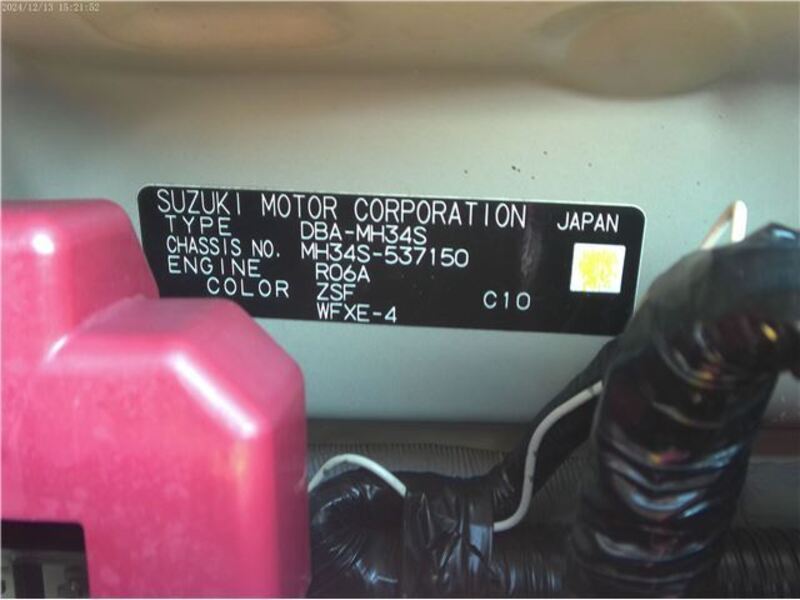 2024/12/13 15:21:52
SUZUKI MOTOR CORPORATION JAPAN
TYPE DBA-MH34S
CHASSIS NO. MH34S-537150
ENGINE R06A
COLOR ZSF C10
WFXE-4